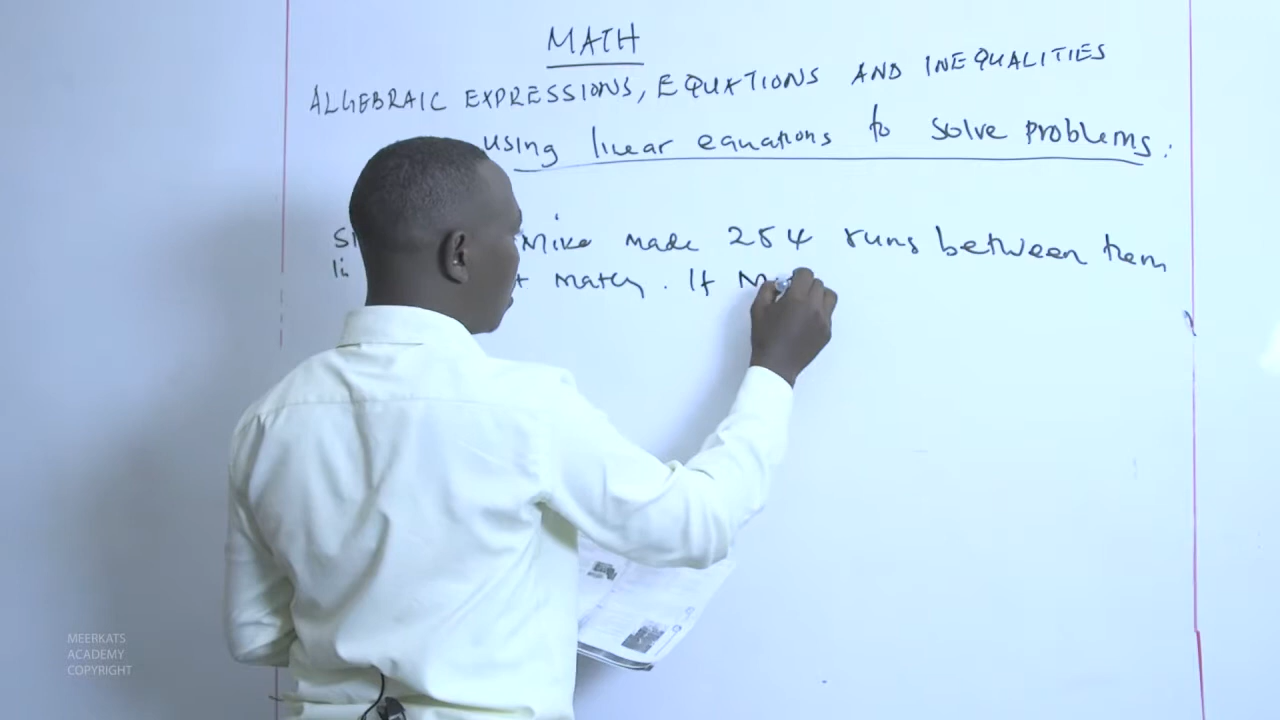 MATH
ALGEBRAIC EXPRESSIONS, EQUATIONS AND INEQUALITIES
using linear equations to solve problems.
Mike made 254 runs between them
match. If
MEERKATS
ACADEMY
COPYRIGHT